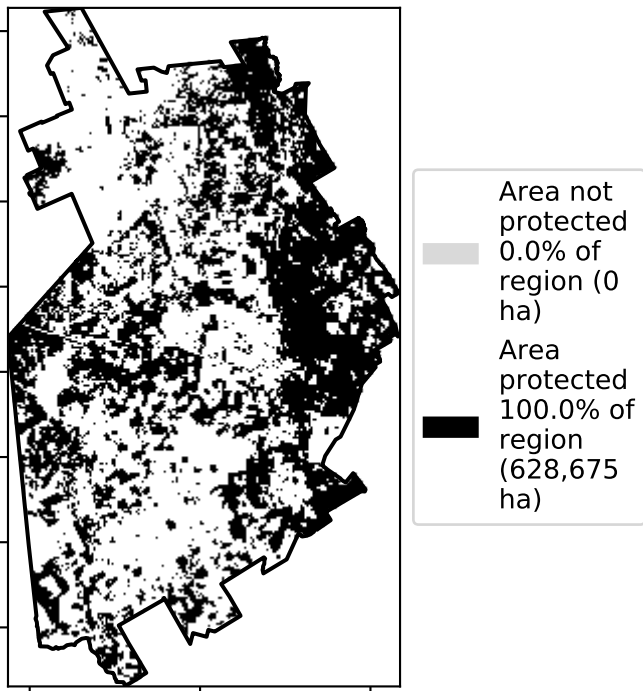 Area not
protected
0.0% of
region (0
ha)
Area
protected
100.0% of
region
(628,675
ha)